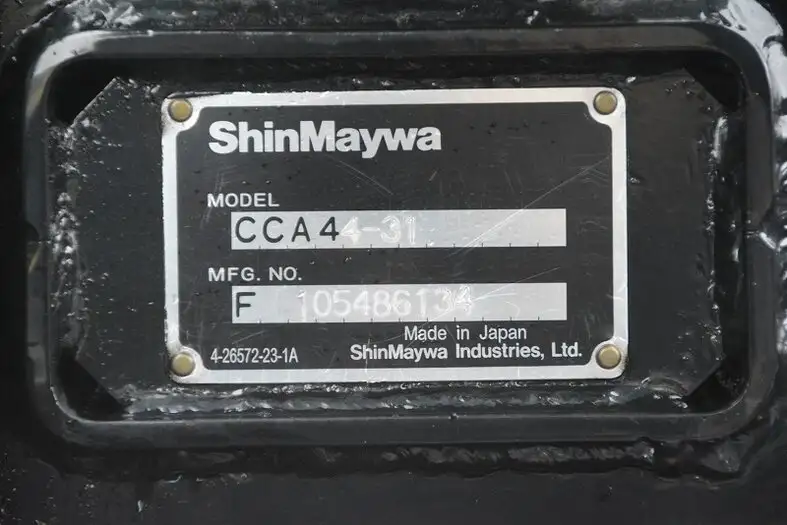 ShinMaywa
MODEL
CCA44-31
MFG. NO.
F 105486134
Made in Japan
4-26572-23-1A ShinMaywa Industries, Ltd.